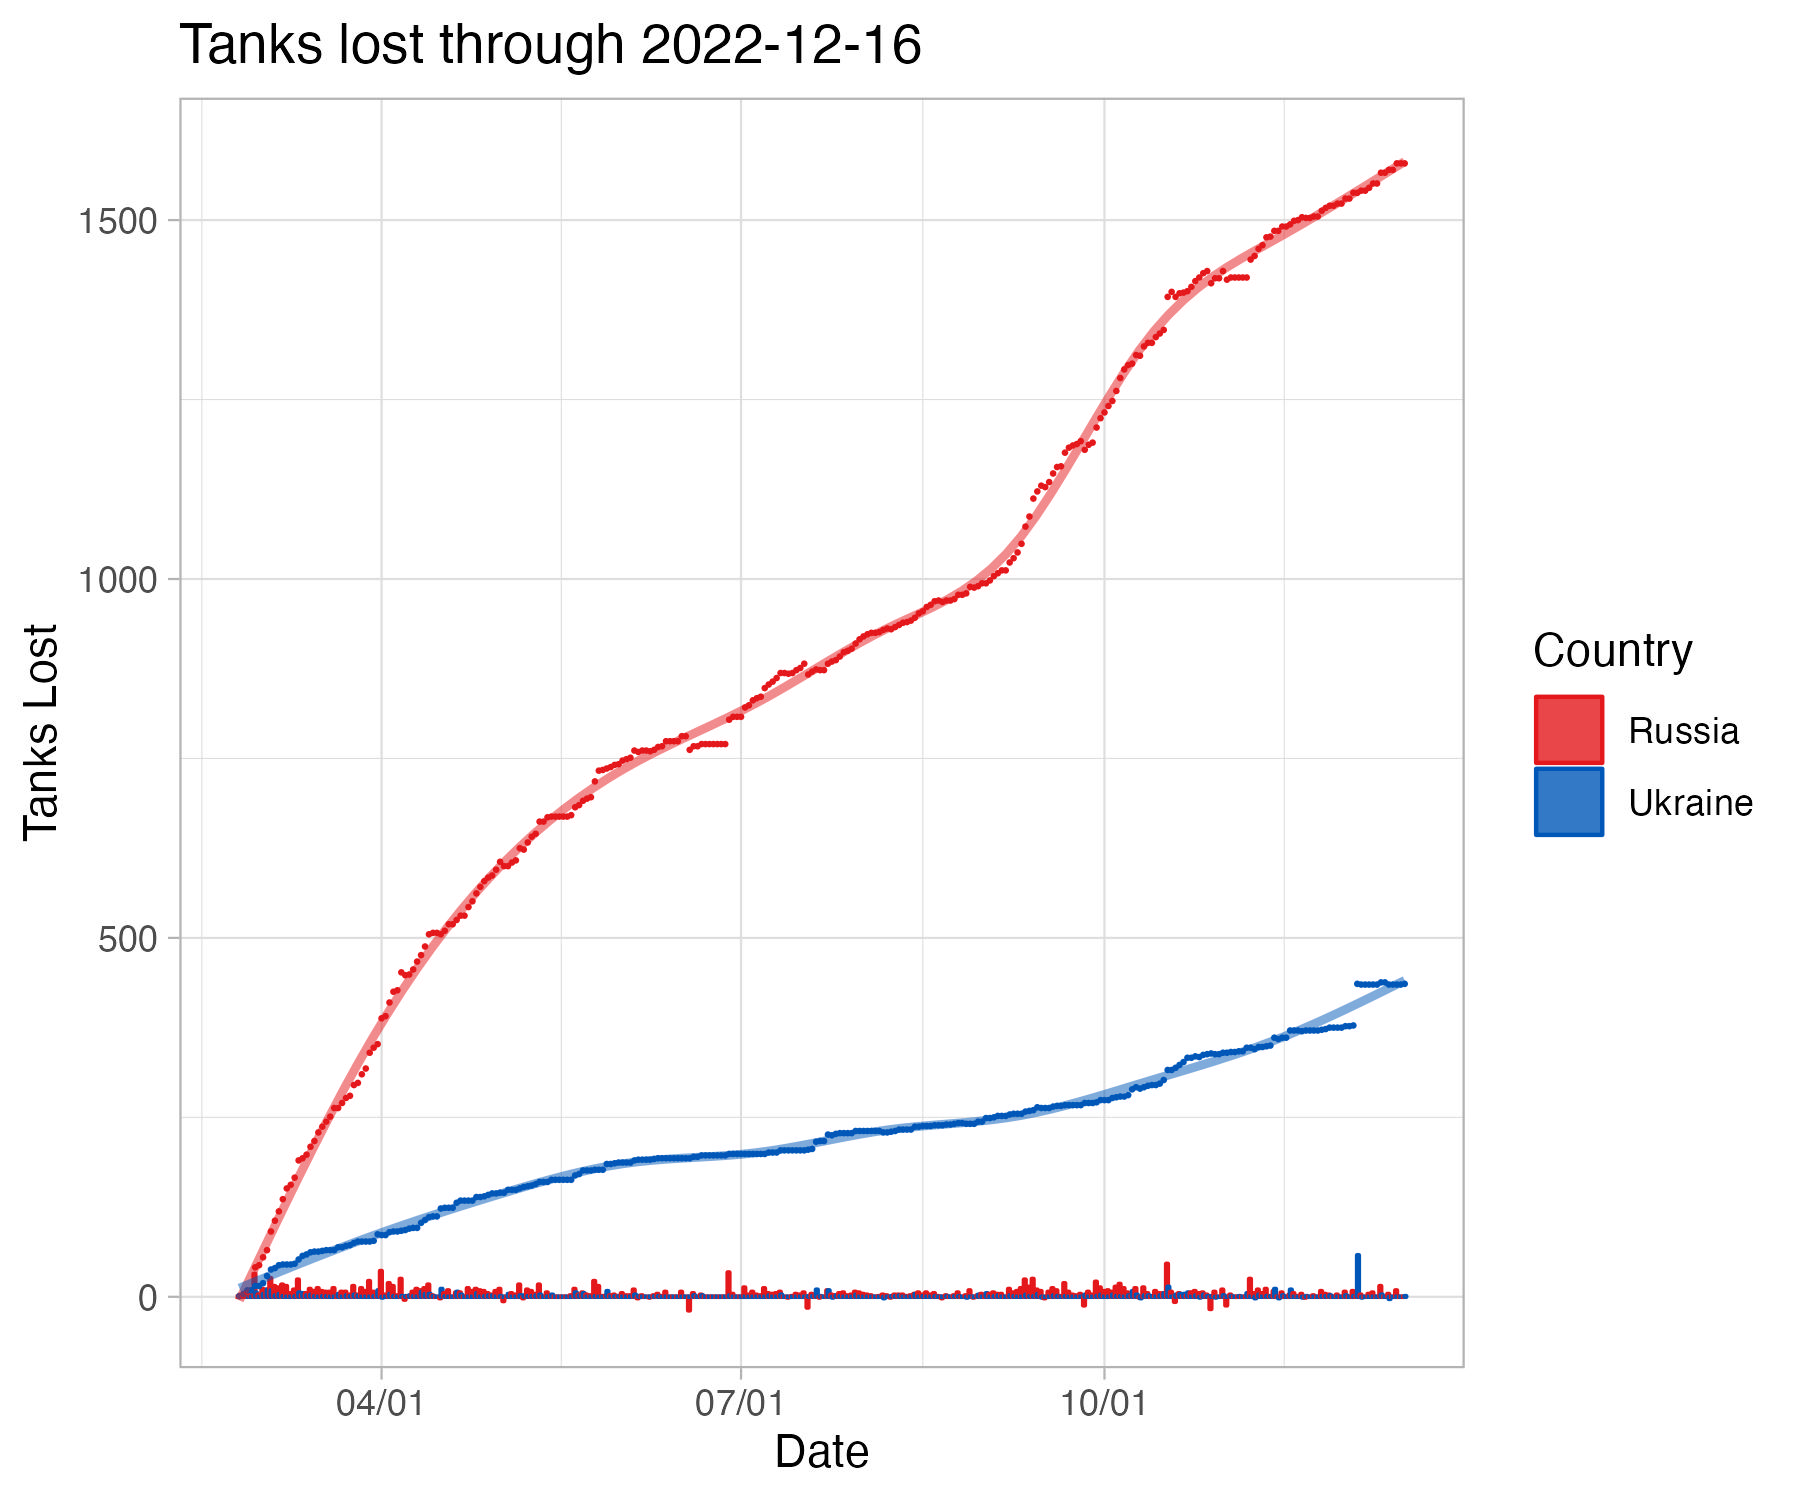 Tanks lost through 2022-12-16
1500
1000
500
0
Tanks Lost
04/01 07/01 10/01
Date
Country
Russia
Ukraine